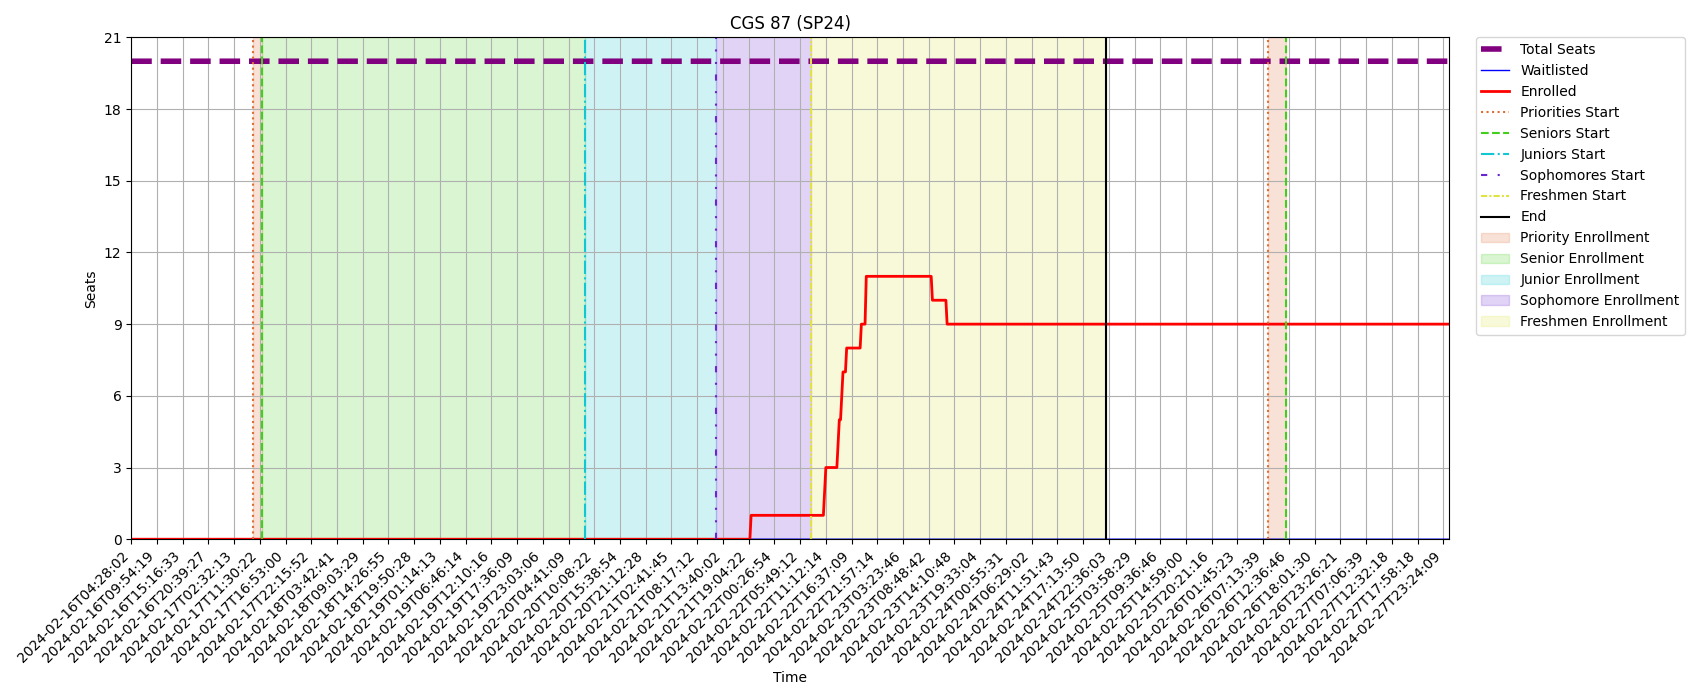 CGS 87 (SP24)
21
18
15
12
9
6
3
0
Seats
2024-02-16T04:28:02
2024-02-16T09:54:19
2024-02-16T15:16:33
2024-02-16T20:39:27
2024-02-17T02:32:13
2024-02-17T11:30:22
2024-02-17T16:53:00
2024-02-17T22:15:52
2024-02-18T03:42:41
2024-02-18T09:03:29
2024-02-18T14:26:55
2024-02-18T19:50:28
2024-02-19T01:14:13
2024-02-19T06:46:14
2024-02-19T12:10:16
2024-02-19T17:36:09
2024-02-19T23:03:06
2024-02-20T04:41:09
2024-02-20T10:08:22
2024-02-20T15:38:54
2024-02-20T21:12:28
2024-02-21T02:41:45
2024-02-21T08:17:12
2024-02-21T13:40:02
2024-02-21T19:04:22
2024-02-22T00:26:54
2024-02-22T05:49:12
2024-02-22T11:12:14
2024-02-22T16:37:09
2024-02-22T21:57:14
2024-02-23T03:23:46
2024-02-23T08:48:42
2024-02-23T14:10:48
2024-02-23T19:33:04
2024-02-24T00:55:31
2024-02-24T06:29:02
2024-02-24T11:51:43
2024-02-24T17:13:50
2024-02-24T22:36:03
2024-02-25T03:58:29
2024-02-25T09:36:46
2024-02-25T14:59:00
2024-02-25T20:21:16
2024-02-26T01:45:23
2024-02-26T07:13:39
2024-02-26T12:36:46
2024-02-26T18:01:30
2024-02-26T23:26:21
2024-02-27T07:06:39
2024-02-27T12:32:18
2024-02-27T17:58:18
2024-02-27T23:24:09
Time
Total Seats
Waitlisted
Enrolled
Priorities Start
Seniors Start
Juniors Start
Sophomores Start
Freshmen Start
End
Priority Enrollment
Senior Enrollment
Junior Enrollment
Sophomore Enrollment
Freshmen Enrollment